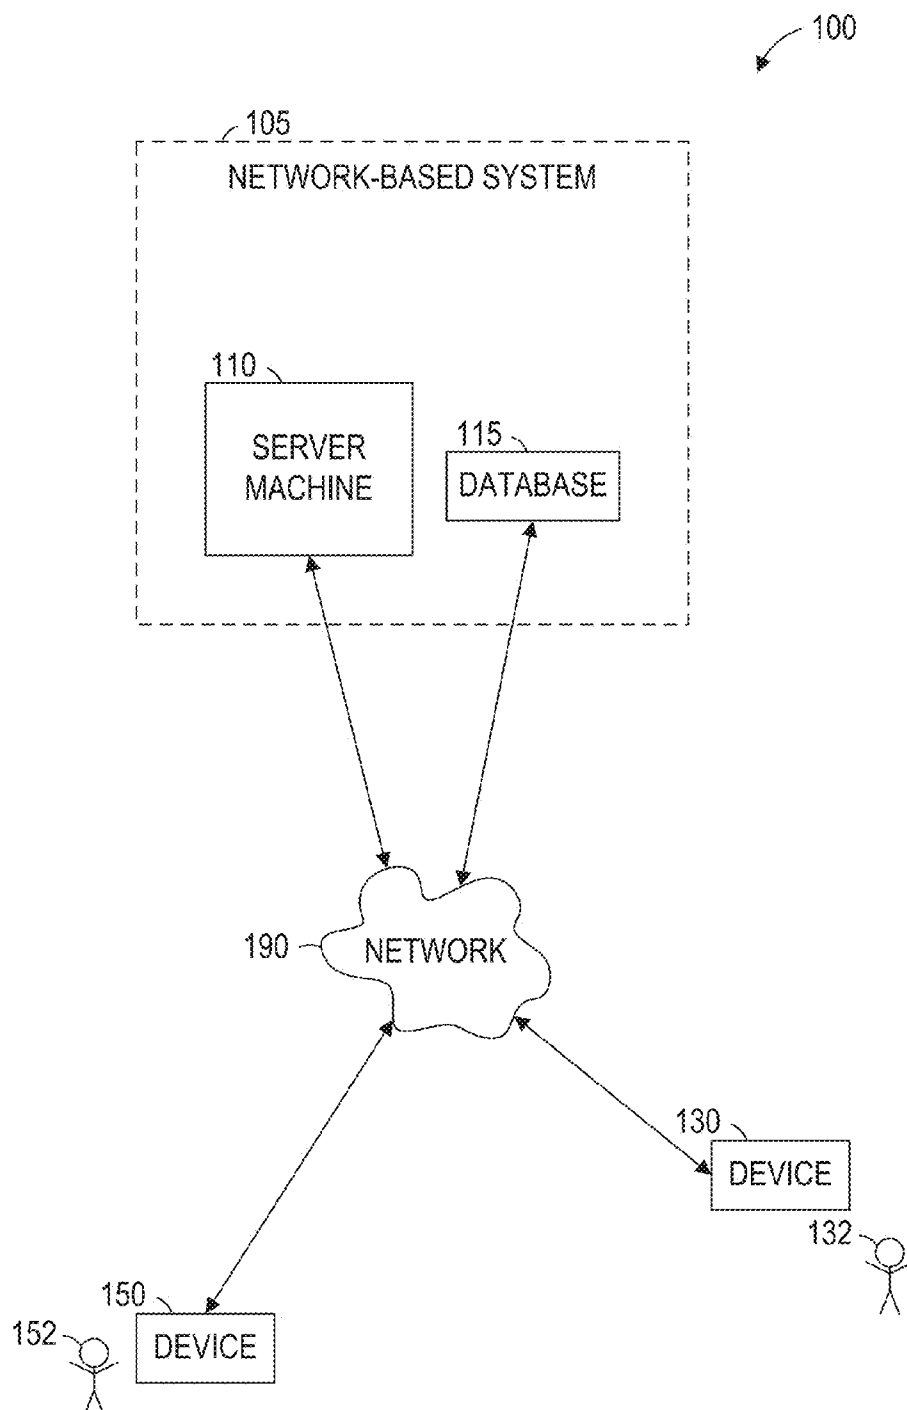 100
105
NETWORK-BASED SYSTEM
110
SERVER
MACHINE
115
DATABASE
190
NETWORK
130
DEVICE
132
150
DEVICE
152